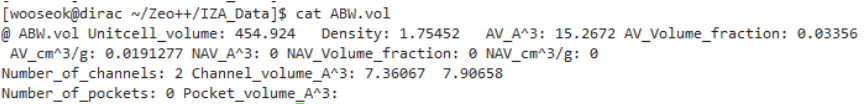 [wooseok@dirac ~/Zeo++/IZA_Data]$ cat ABW.vol
@ ABW.vol Unitcell_volume: 454.924   Density: 1.75452   AV_A^3: 15.2672 AV_Volume_fraction: 0.03356
 AV_cm^3/g: 0.0191277 NAV_A^3: 0 NAV_Volume_fraction: 0 NAV_cm^3/g: 0
Number_of_channels: 2 Channel_volume_A^3: 7.36067  7.90658
Number_of_pockets: 0 Pocket_volume_A^3: